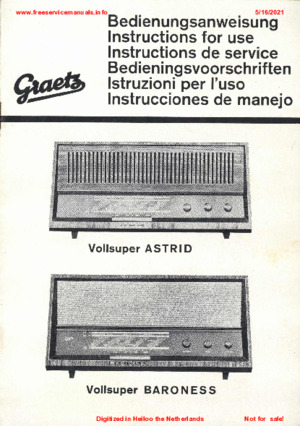 www.freeservicemanuals.info
5/16/2021
Bedienungsanweisung
Instructions for use
Instructions de service
Bedieningsvoorschriften
Istruzioni per l'uso
Instrucciones de manejo
Graetz
Vollsuper ASTRID
Vollsuper BARONESS
Digitized in Heiloo the Netherlands
Not for sale!